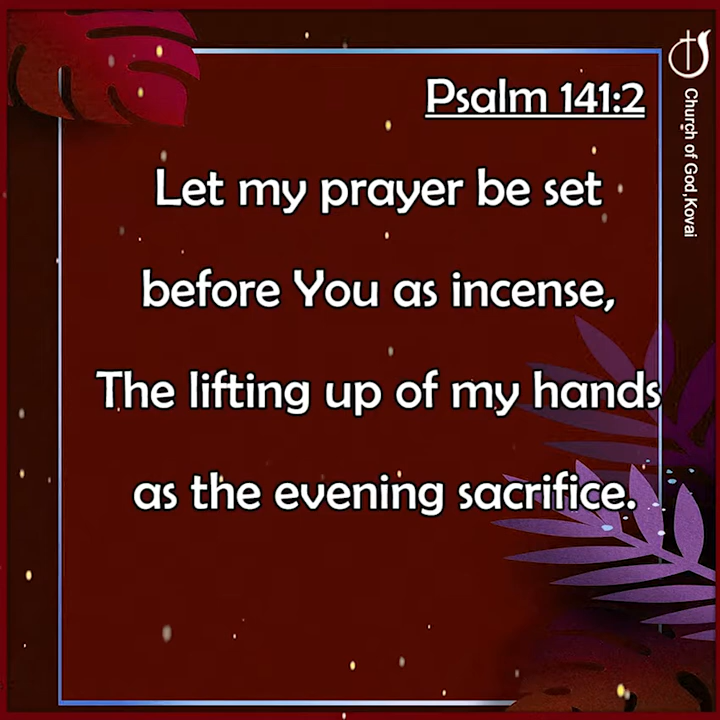 Psalm 141:2
Let my prayer be set
before You as incense,
The lifting up of my hands
as the evening sacrifice.
Church of God,Kovai